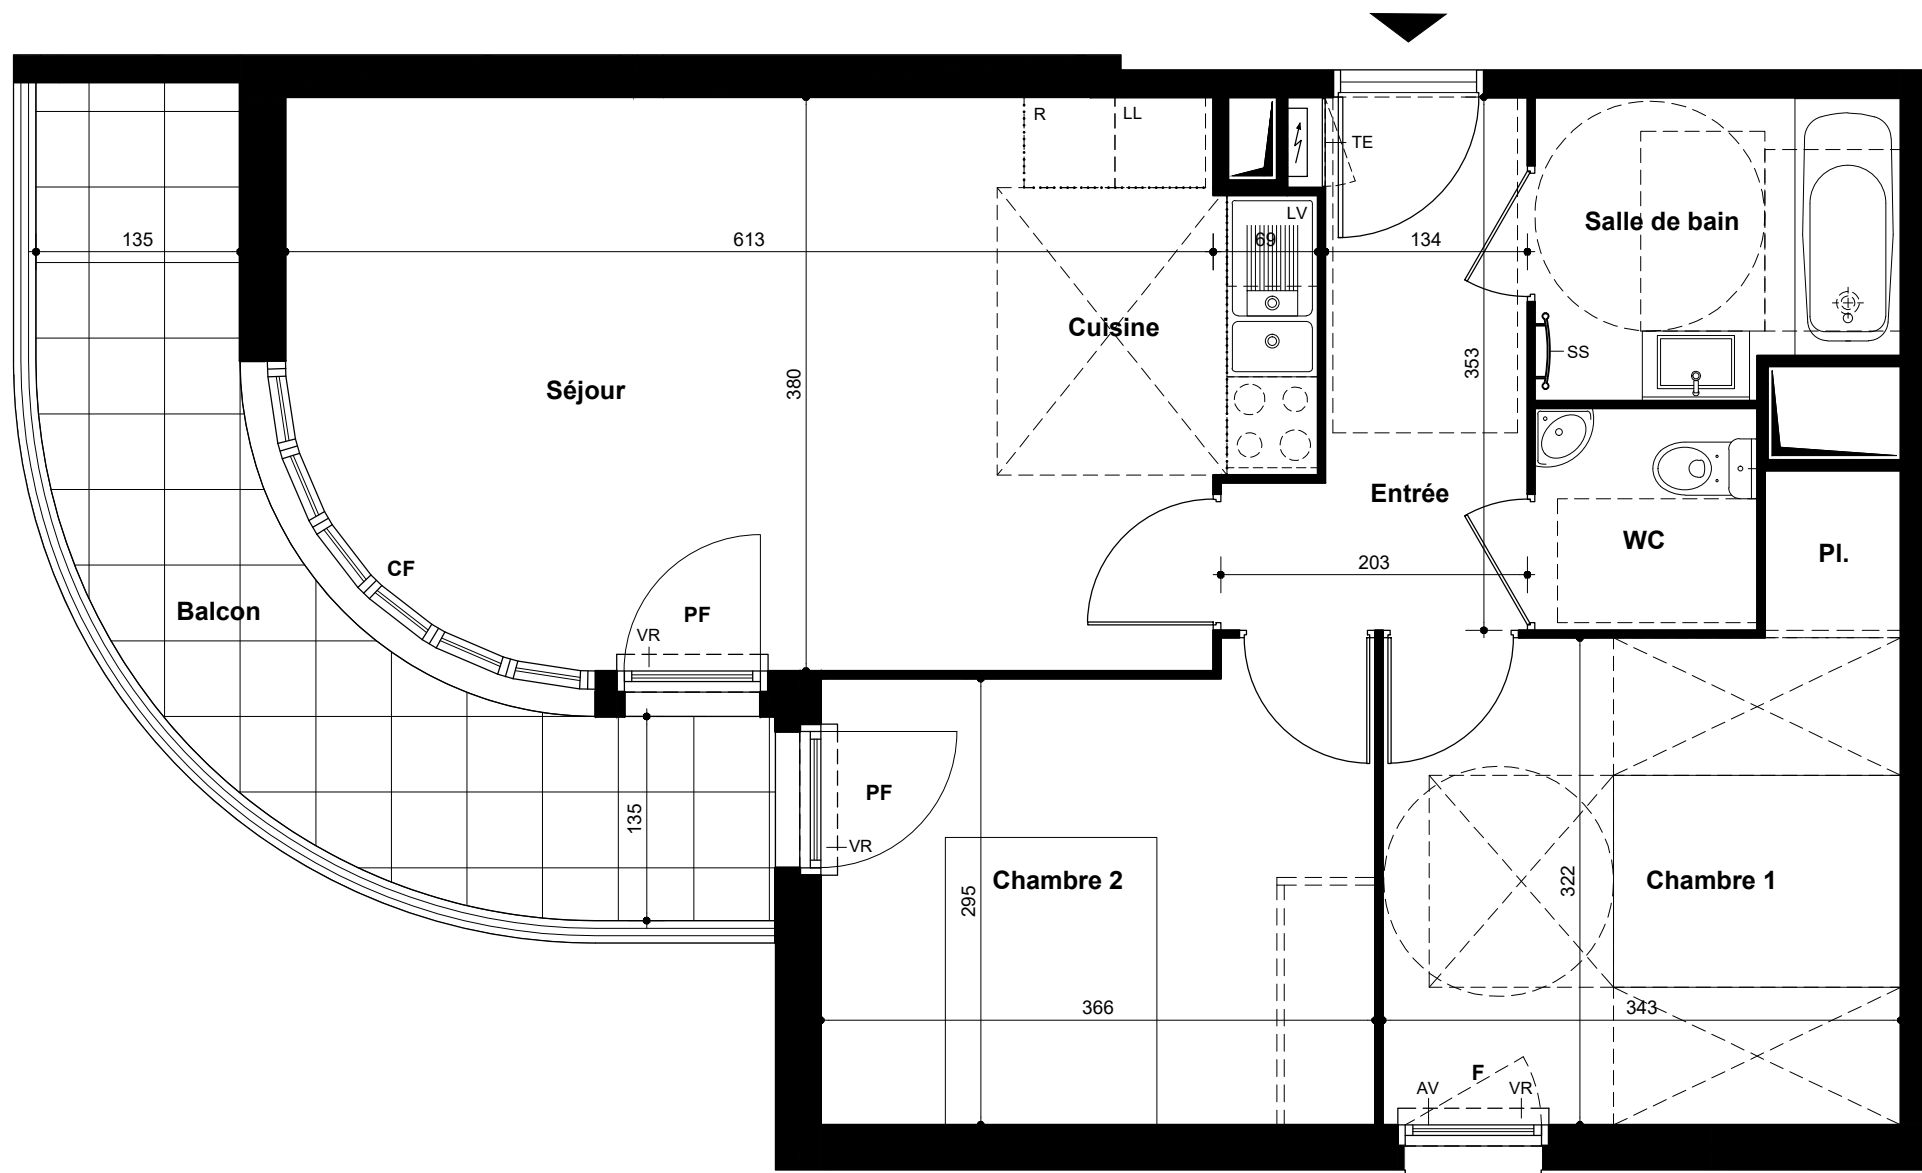 R
LL
TE
LV
135
613
69
134
Salle de bain
Cuisine
SS
353
380
Séjour
Entrée
WC
Pl.
203
CF
Balcon
PF
VR
PF
VR
135
Chambre 2
295
Chambre 1
322
366
343
F
AV
VR